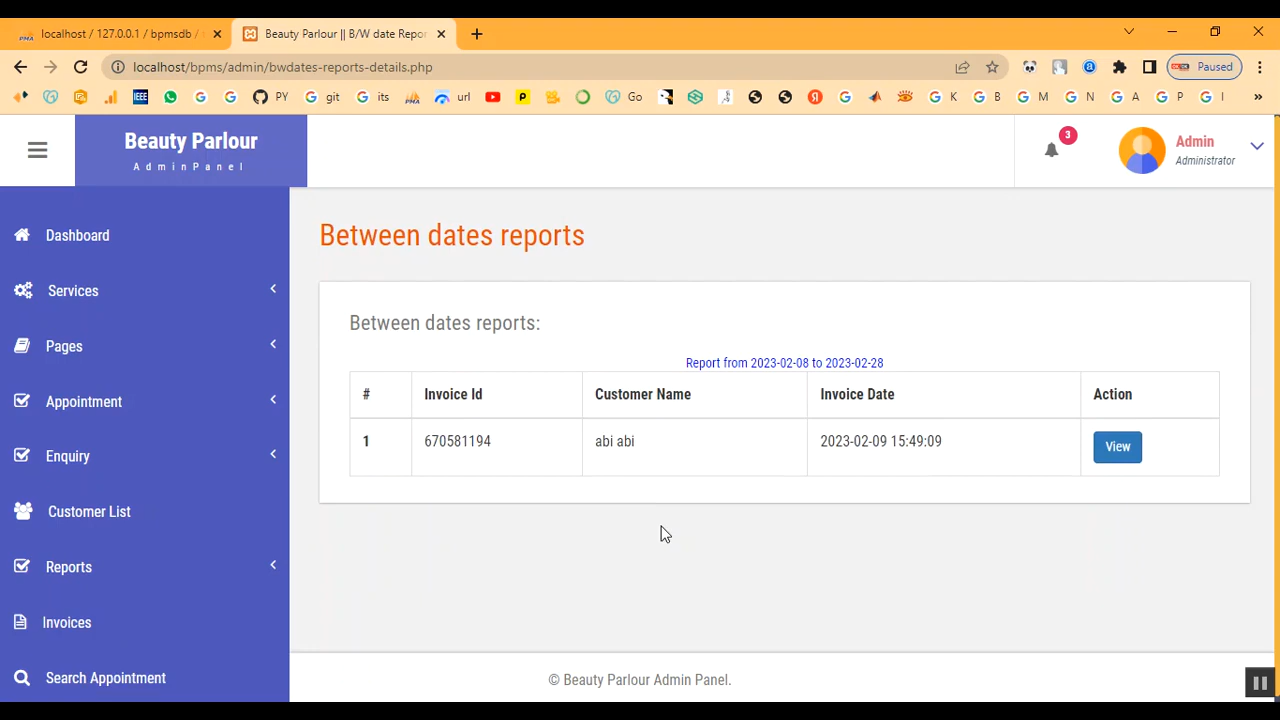 localhost / 127.0.0.1 / bpmsdb /
Beauty Parlour || B/W date Repor
localhost/bpms/admin/bwdates-reports-details.php
Paused
IEEE
PY
git
its
url
Go
K
B
M
N
A
P
I
Beauty Parlour
AdminPanel
3
Admin
Administrator
Dashboard
Services
Pages
Appointment
Enquiry
Customer List
Reports
Invoices
Search Appointment
Between dates reports
Between dates reports:
Report from 2023-02-08 to 2023-02-28
# Invoice Id Customer Name Invoice Date Action
1 670581194 abi abi 2023-02-09 15:49:09 View
© Beauty Parlour Admin Panel.